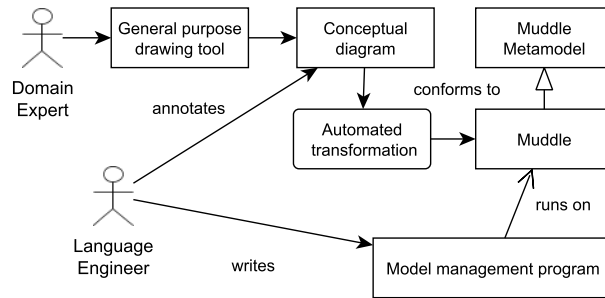 General purpose
drawing tool
Conceptual
diagram
Muddle
Metamodel
Domain
Expert
annotates
conforms to
Automated
transformation
Muddle
Language
Engineer
runs on
writes
Model management program